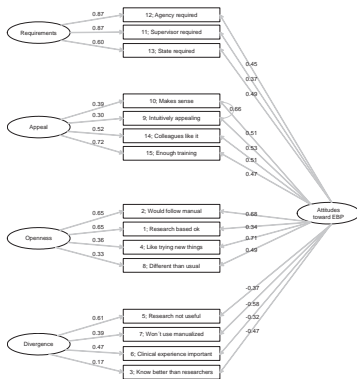 Requirements
0.87
0.87
0.60
12; Agency required
11; Supervisor required
13; State required
0.45
0.37
0.49
Appeal
0.39
0.30
0.52
0.72
10; Makes sense
9; Intuitively appealing
14; Colleagues like it
15; Enough training
0.66
0.51
0.53
0.51
0.47
Attitudes
toward EBP
Openness
0.65
0.65
0.36
0.33
2; Would follow manual
1; Research based ok
4; Like trying new things
8; Different than usual
0.68
0.34
0.71
0.49
Divergence
0.61
0.39
0.47
0.17
5; Research not useful
7; Won´t use manualized
6; Clinical experience important
3; Know better than researchers
-0.37
-0.58
-0.32
-0.47